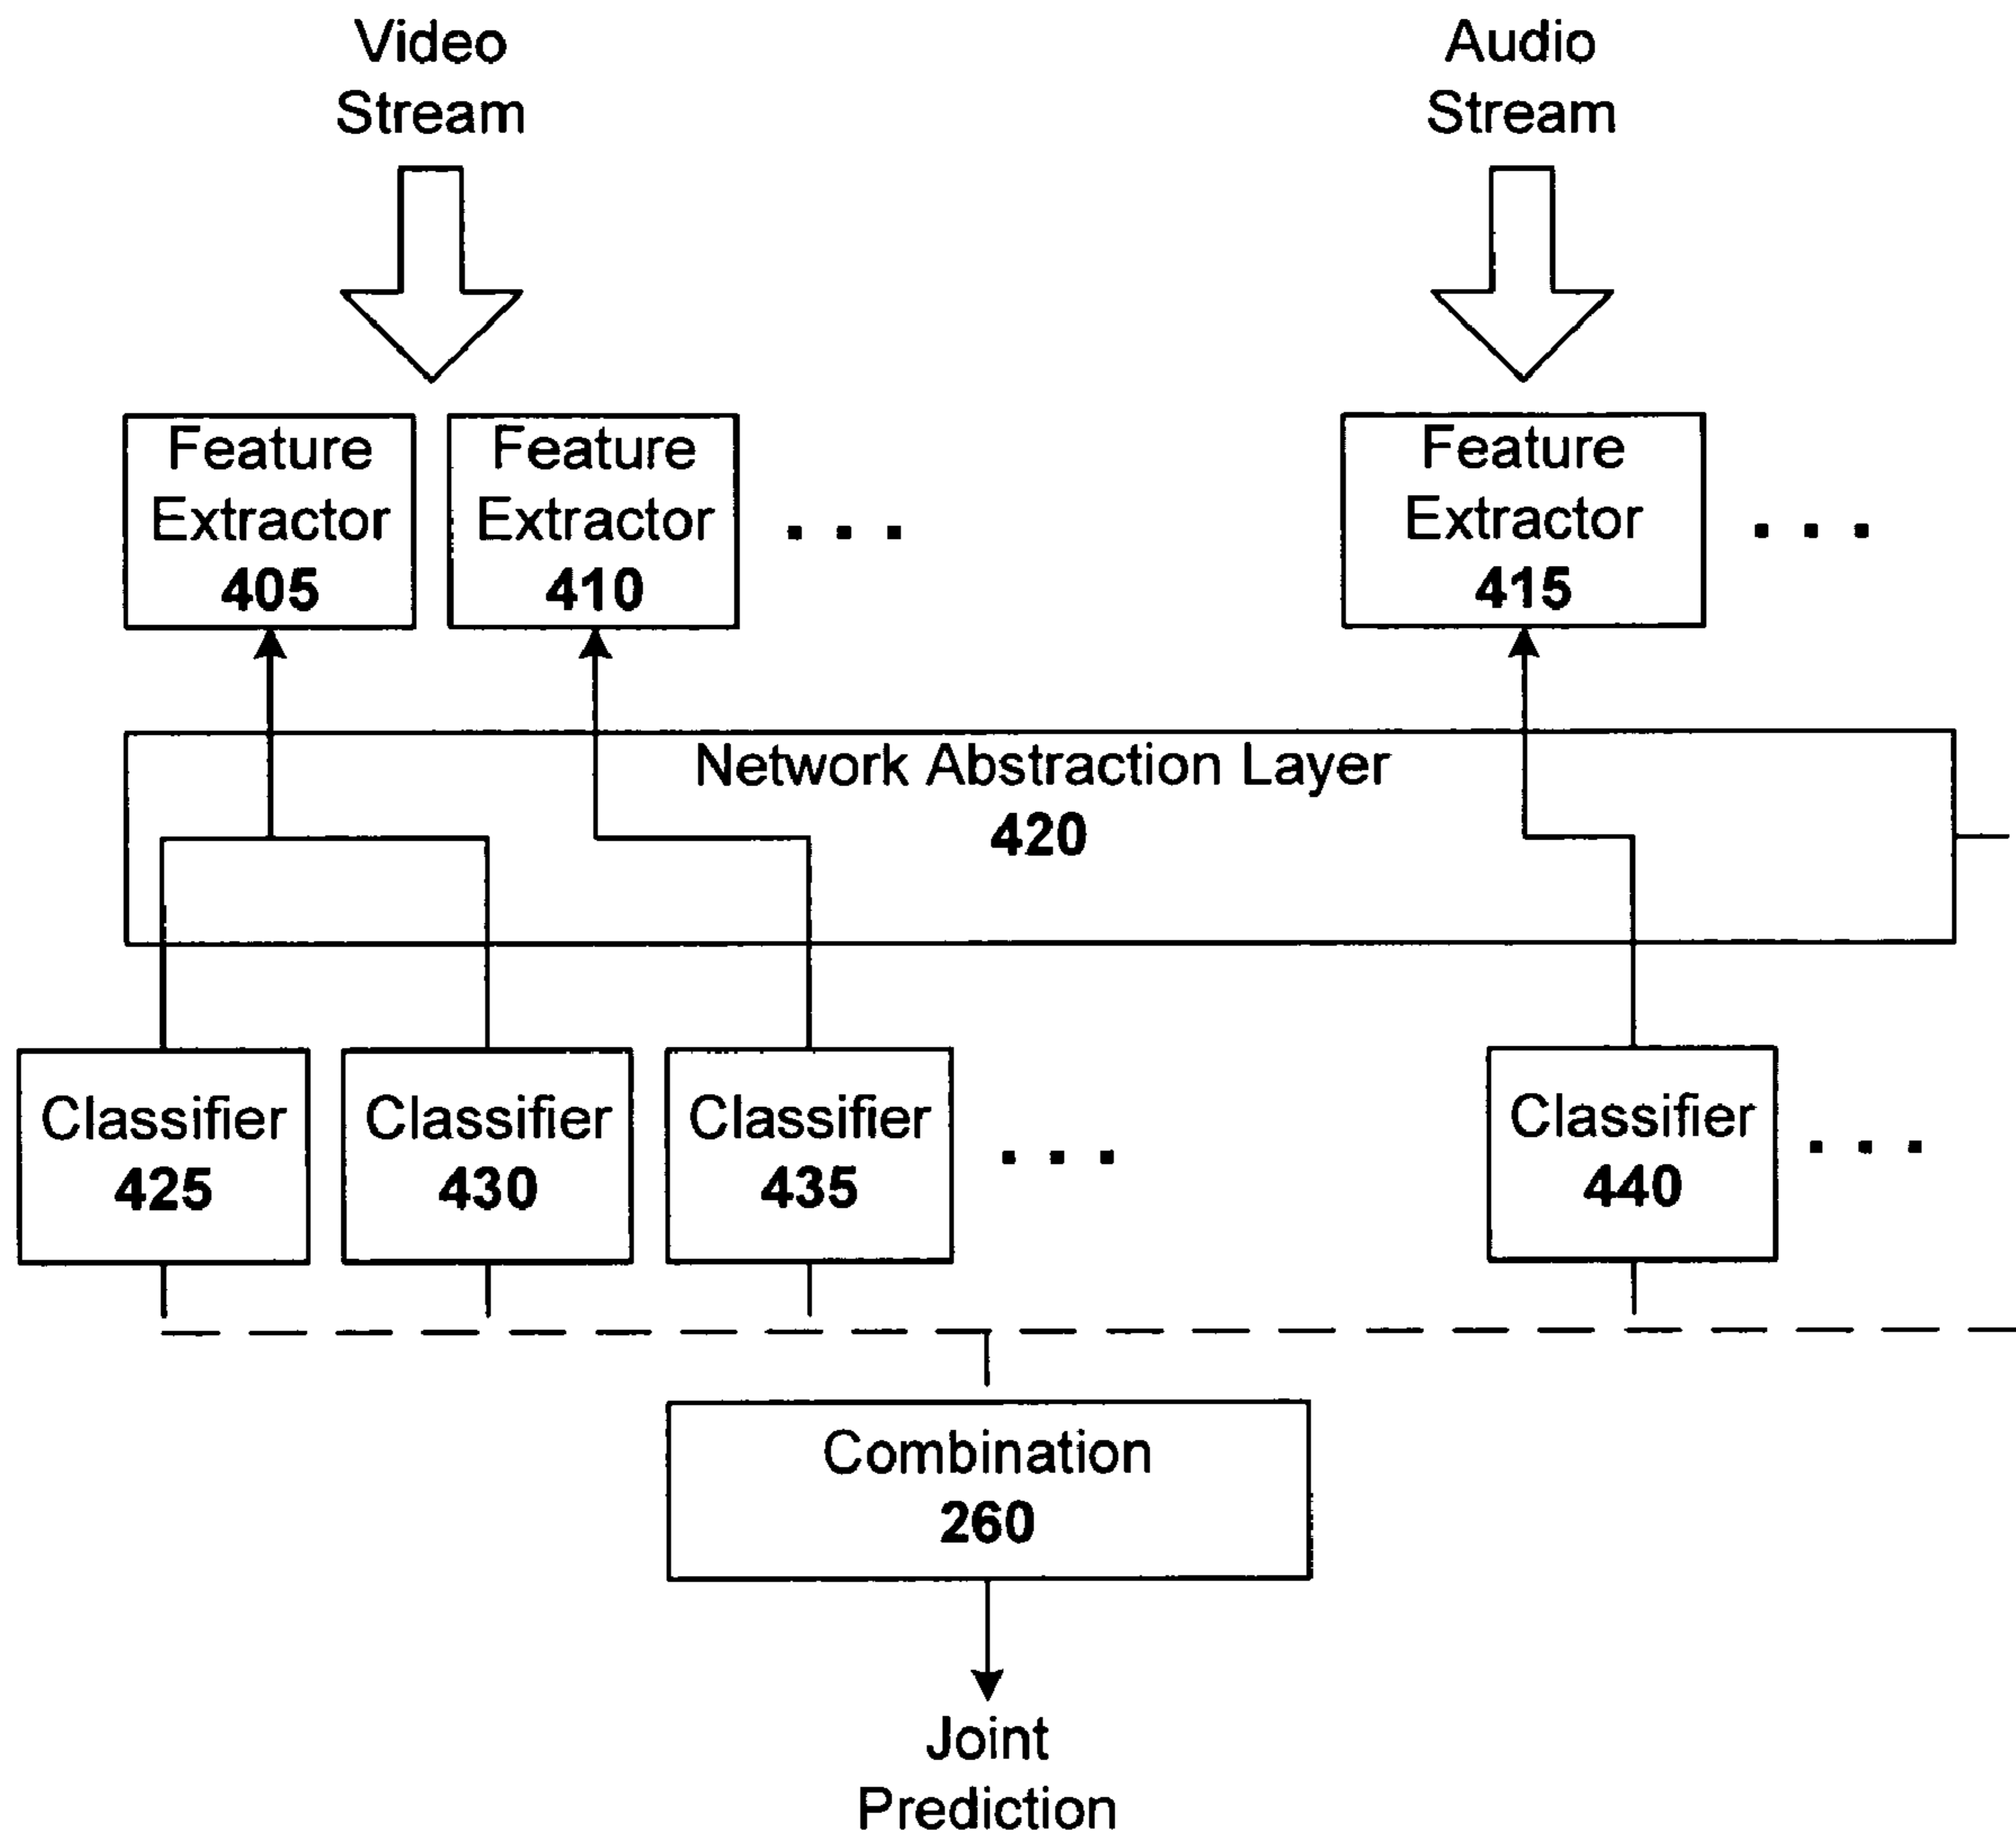 Video
Stream
Audio
Stream
Feature
Extractor
405
Feature
Extractor
410
. . .
Feature
Extractor
415
. . .
Network Abstraction Layer
420
Classifier
425
Classifier
430
Classifier
435
. . .
Classifier
440
. . .
Combination
260
Joint
Prediction